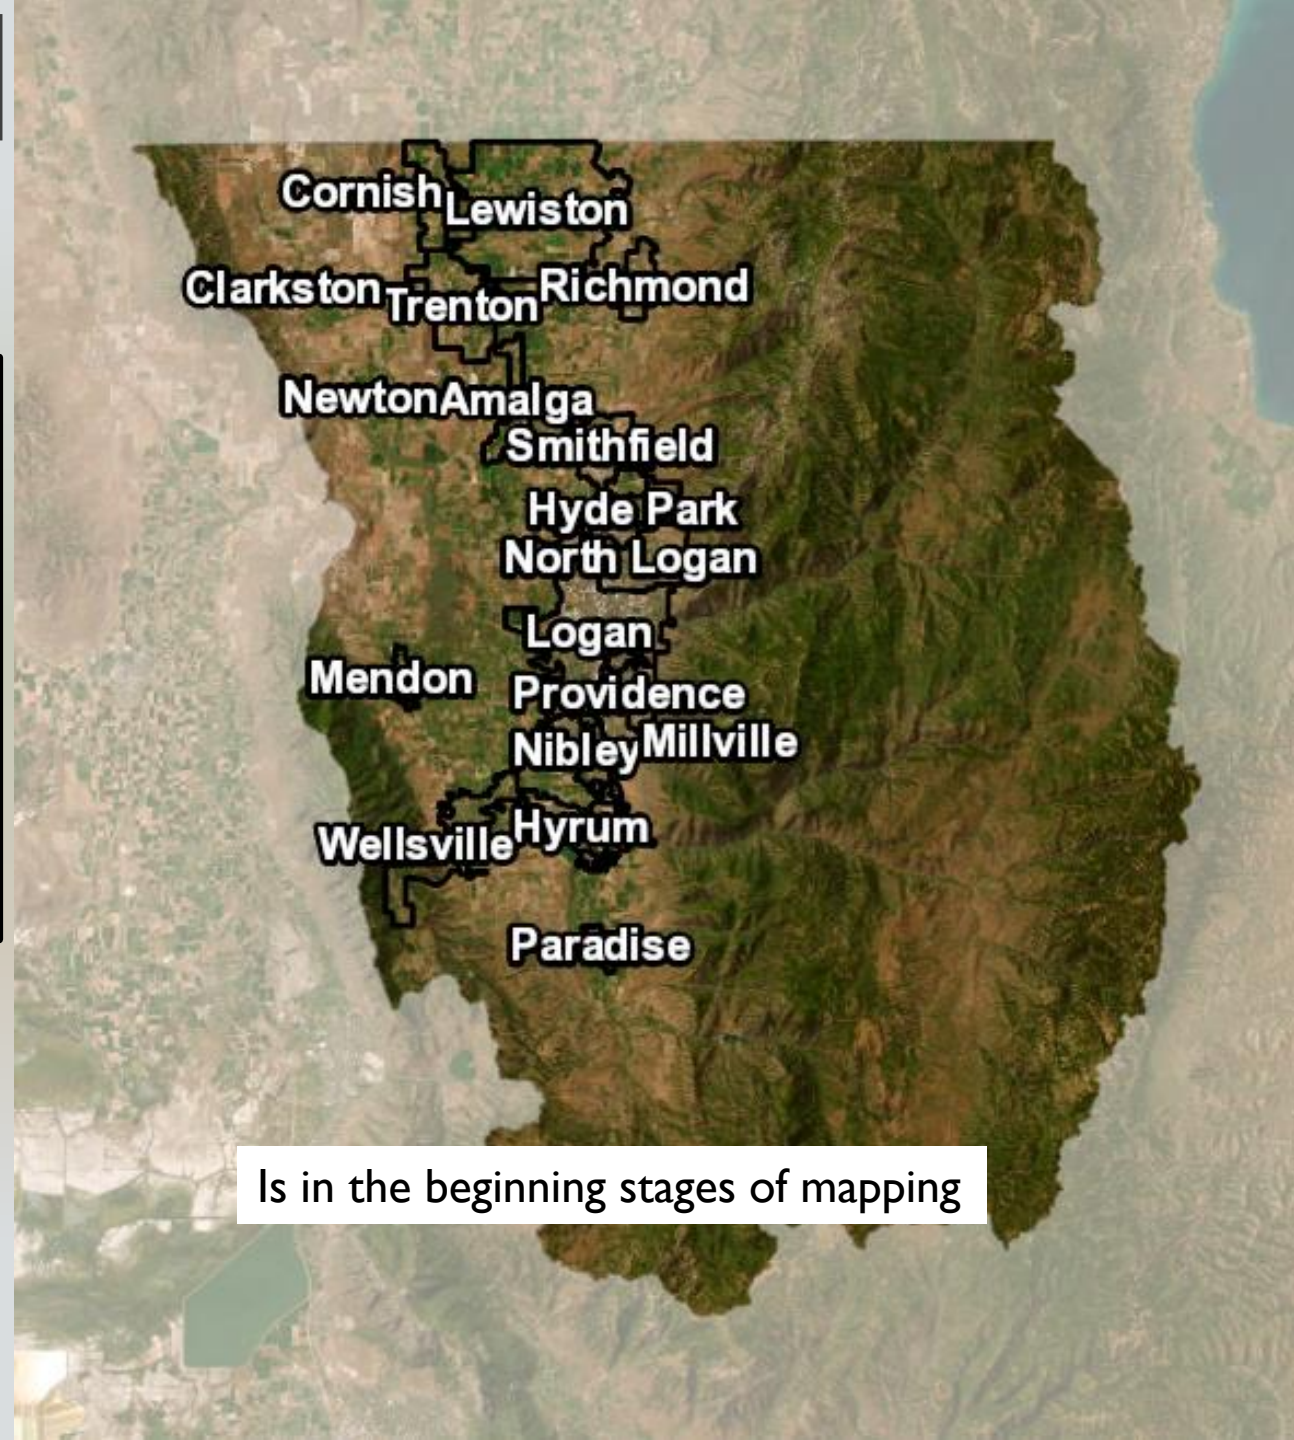 Cornish
Lewiston
Clarkston
Trenton
Richmond
Newton
Amalga
Smithfield
Hyde Park
North Logan
Logan
Mendon
Providence
Nibley
Millville
Wellsville
Hyrum
Paradise
Is in the beginning stages of mapping